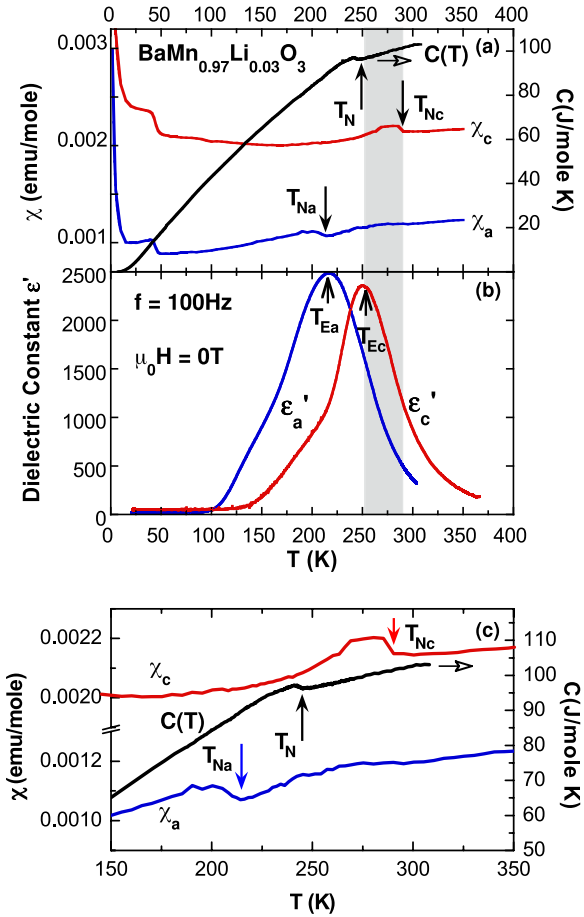 0 50 100 150 200 250 300 350 400
BaMn0.97Li0.03O3
(a)
C(T)
TN
TNc
TNa
χc
χa
0.003
0.002
0.001
χ (emu/mole)
100
80
60
40
20
C(J/mole K)
(b)
f = 100Hz
μ0H = 0T
TEa
TEc
εa'
εc'
2500
2000
1500
1000
500
0
Dielectric Constant ε'
0 50 100 150 200 250 300 350 400
T (K)
(c)
TNc
χc
C(T)
TN
TNa
χa
0.0022
0.0020
0.0012
0.0010
χ(emu/mole)
110
100
90
80
70
60
50
C(J/mole K)
150 200 250 300 350
T (K)